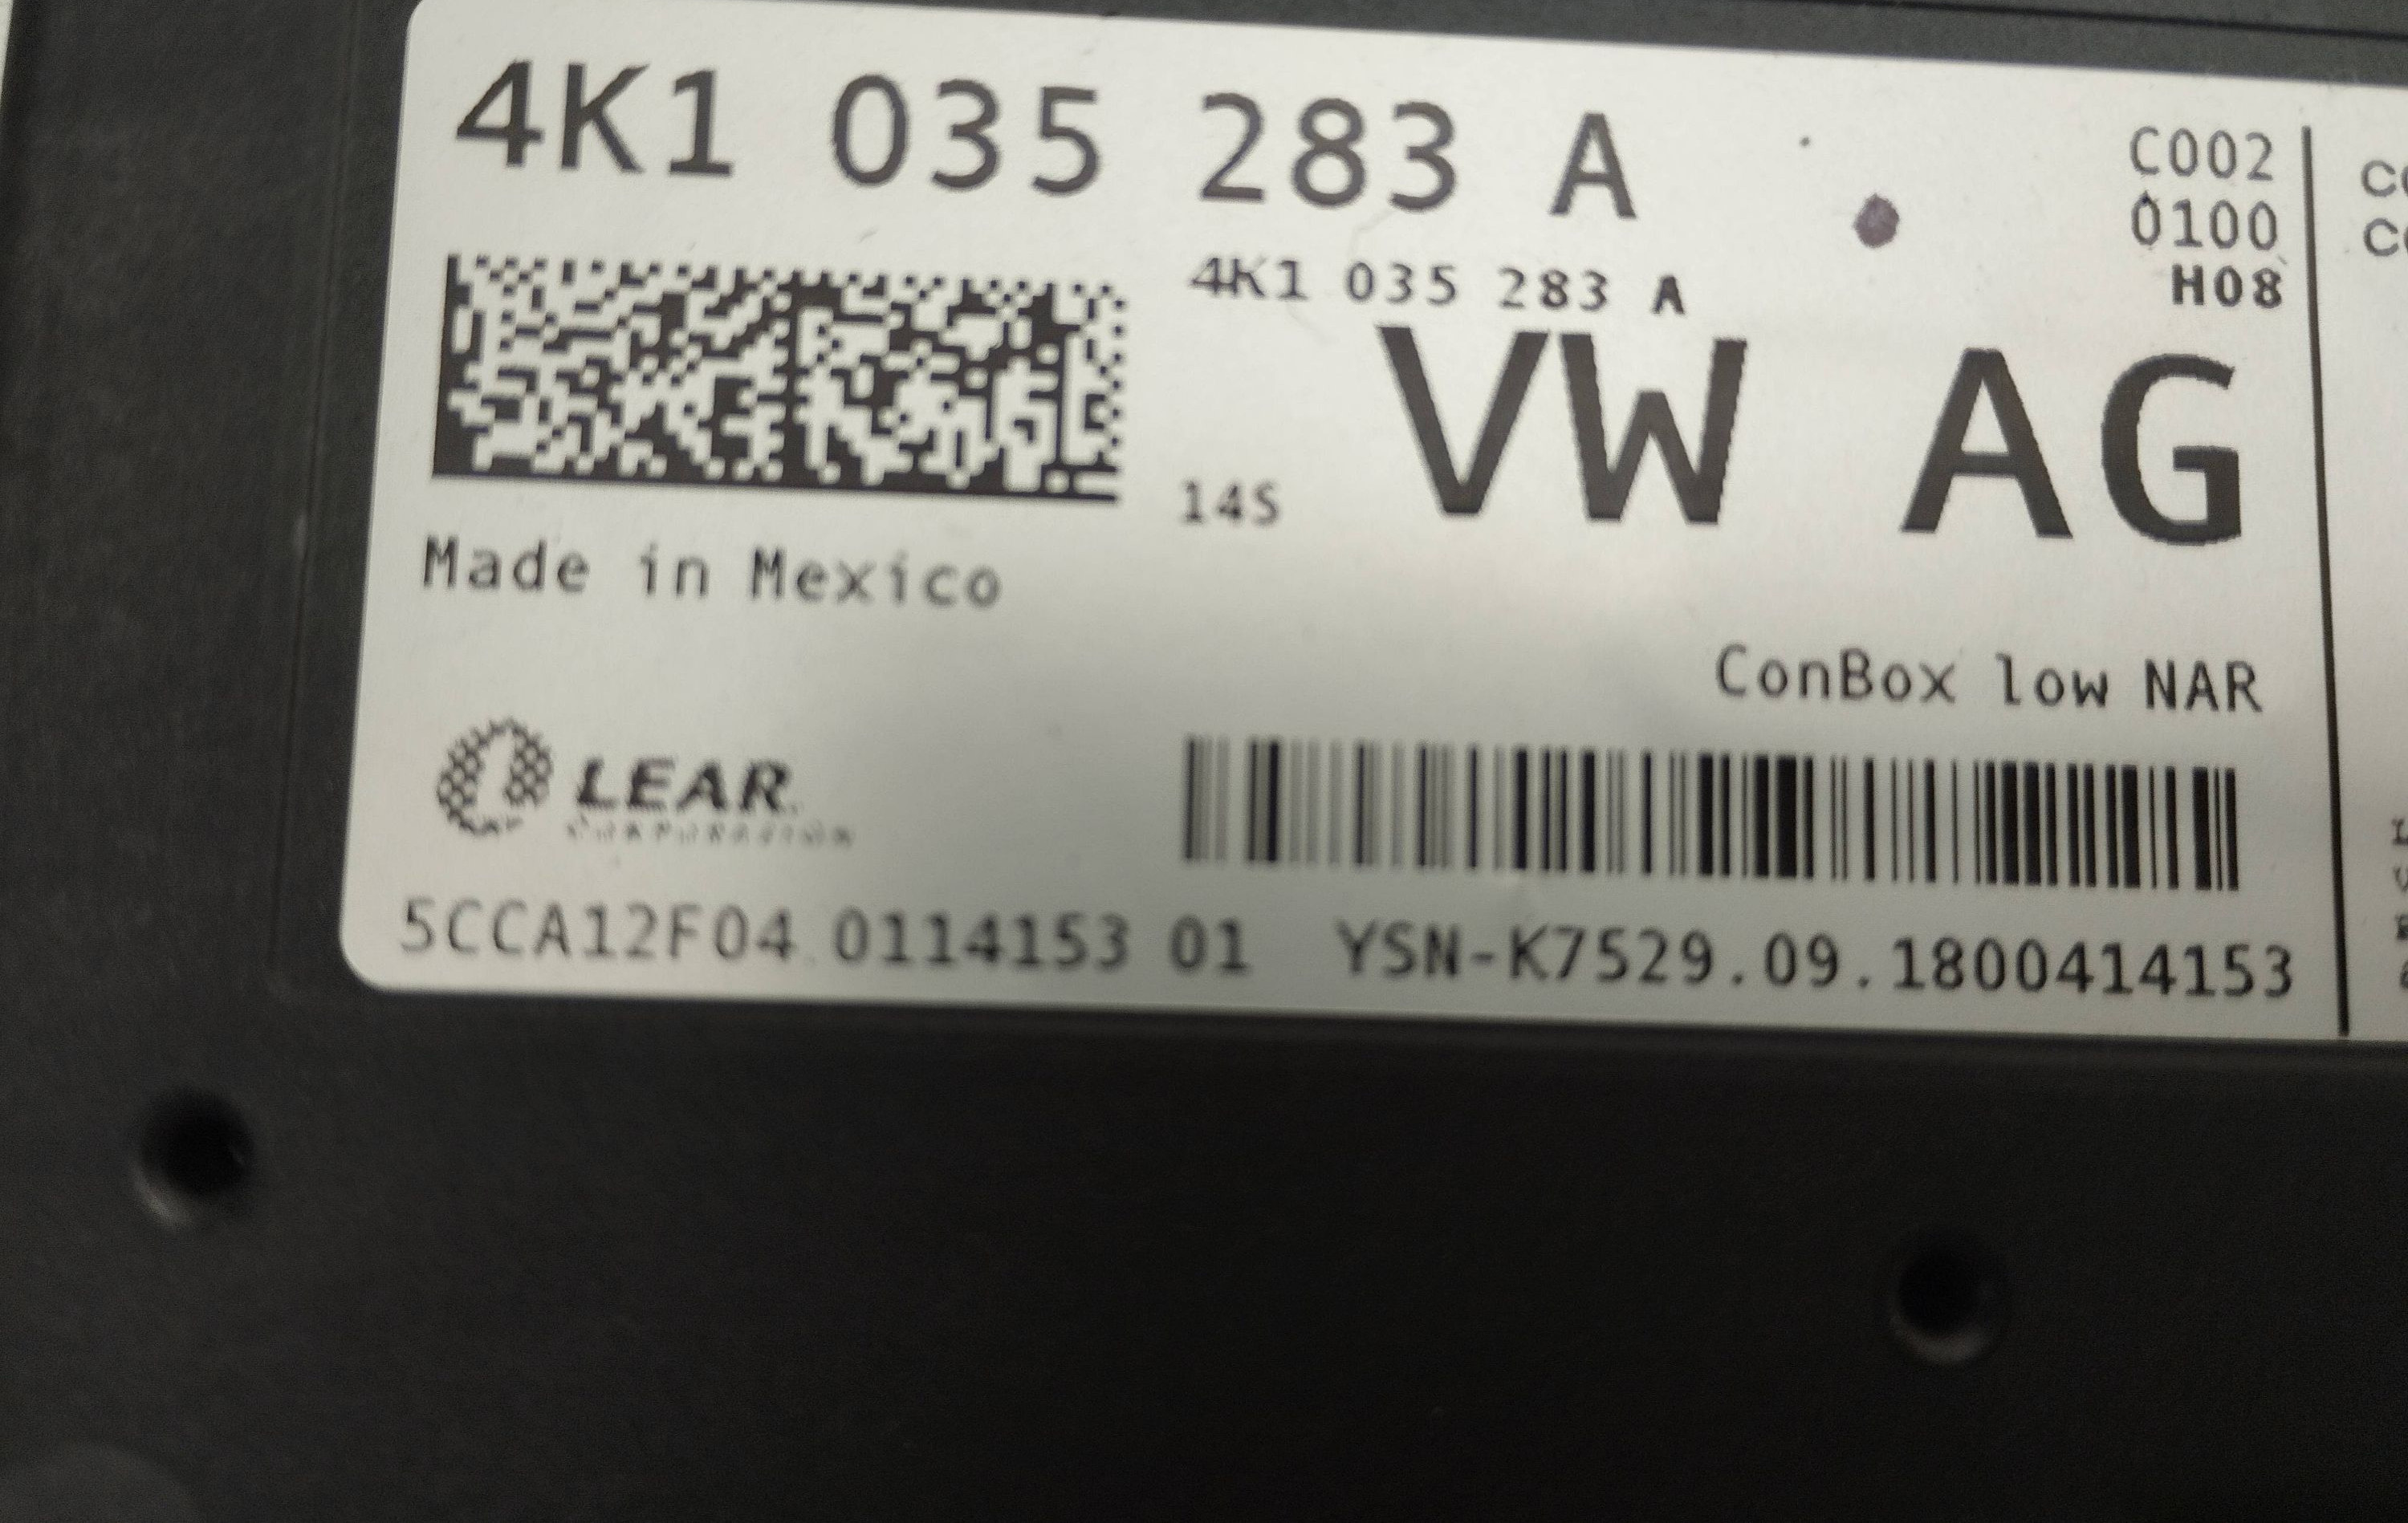 4K1 035 283 A
C002
0100
H08
4K1 035 283 A
VW AG
14S
Made in Mexico
ConBox low NAR
LEAR
CORPORATION
5CCA12F04 0114153 01
YSN-K7529.09.1800414153